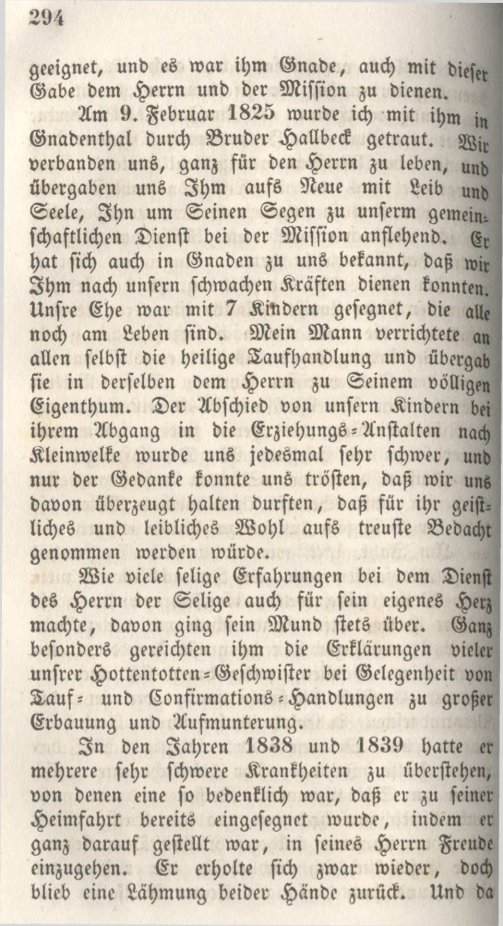 294
geeignet, und es war ihm Gnade, auch mit dieser
Gabe dem Herrn und der Mission zu dienen.
Am 9. Februar 1825 wurde ich mit ihm in
Gnadenthal durch Bruder Hallbeck getraut. Wir
verbanden uns, ganz für den Herrn zu leben, und
übergaben uns Ihm aufs Neue mit Leib und
Seele, Ihn um Seinen Segen zu unserm gemein-
schaftlichen Dienst bei der Mission anflehend. Er
hat sich auch in Gnaden zu uns bekannt, daß wir
Ihm nach unsern schwachen Kräften dienen konnten.
Unsre Ehe war mit 7 Kindern gesegnet, die alle
noch am Leben sind. Mein Mann verrichtete an
allen selbst die heilige Taufhandlung und übergab
sie in derselben dem Herrn zu Seinem völligen
Eigenthum. Der Abschied von unsern Kindern bei
ihrem Abgang in die Erziehungs-Anstalten nach
Kleinwelke wurde uns jedesmal sehr schwer, und
nur der Gedanke konnte uns trösten, daß wir uns
davon überzeugt halten durften, daß für ihr geist-
liches und leibliches Wohl aufs treuste Bedacht
genommen werden würde.
Wie viele selige Erfahrungen bei dem Dienst
des Herrn der Selige auch für sein eigenes Herz
machte, davon ging sein Mund stets über. Ganz
besonders gereichten ihm die Erklärungen vieler
unsrer Hottentotten-Geschwister bei Gelegenheit von
Tauf- und Confirmations-Handlungen zu großer
Erbauung und Aufmunterung.
In den Jahren 1838 und 1839 hatte er
mehrere sehr schwere Krankheiten zu überstehen,
von denen eine so bedenklich war, daß er zu seiner
Heimfahrt bereits eingesegnet wurde, indem er
ganz darauf gestellt war, in seines Herrn Freude
einzugehen. Er erholte sich zwar wieder, doch
blieb eine Lähmung beider Hände zurück. Und da